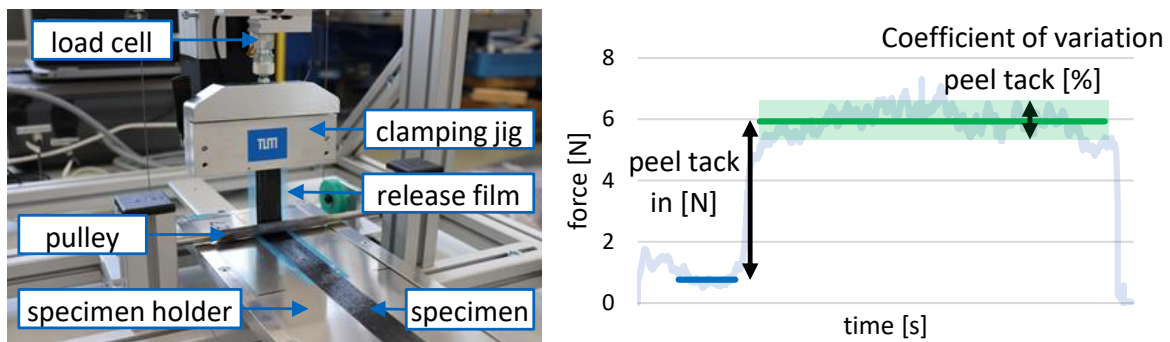 load cell
clamping jig
TUM
release film
pulley
specimen holder
specimen
Coefficient of variation
peel tack [%]
peel tack
in [N]
force [N]
8
6
4
2
0
time [s]